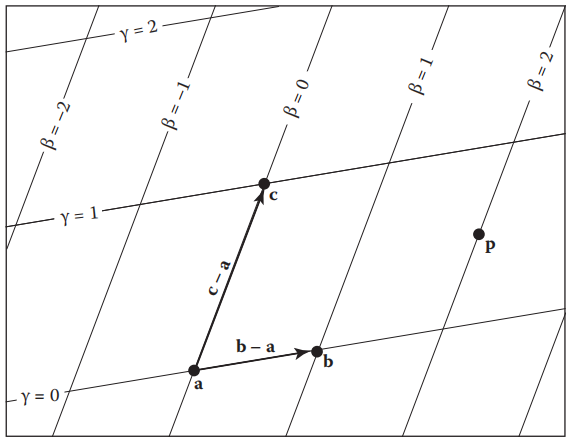 γ = 2
β = –2
β = –1
β = 0
β = 1
β = 2
γ = 1
c
p
c – a
b – a
b
a
γ = 0